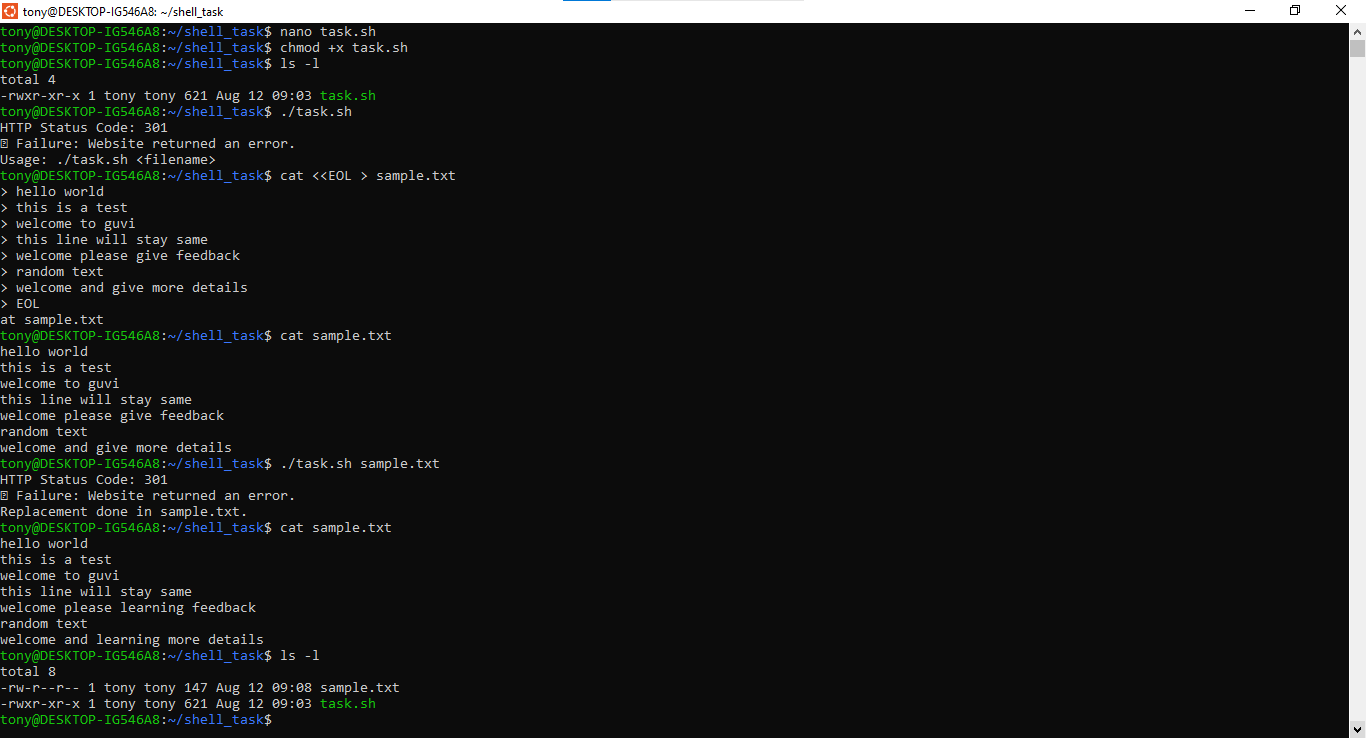 tony@DESKTOP-IG546A8: ~/shell_task
tony@DESKTOP-IG546A8:~/shell_task$ nano task.sh
tony@DESKTOP-IG546A8:~/shell_task$ chmod +x task.sh
tony@DESKTOP-IG546A8:~/shell_task$ ls -l
total 4
-rwxr-xr-x 1 tony tony 621 Aug 12 09:03 task.sh
tony@DESKTOP-IG546A8:~/shell_task$ ./task.sh
HTTP Status Code: 301
Failure: Website returned an error.
Usage: ./task.sh <filename>
tony@DESKTOP-IG546A8:~/shell_task$ cat <<EOL > sample.txt
> hello world
> this is a test
> welcome to guvi
> this line will stay same
> welcome please give feedback
> random text
> welcome and give more details
> EOL
at sample.txt
tony@DESKTOP-IG546A8:~/shell_task$ cat sample.txt
hello world
this is a test
welcome to guvi
this line will stay same
welcome please give feedback
random text
welcome and give more details
tony@DESKTOP-IG546A8:~/shell_task$ ./task.sh sample.txt
HTTP Status Code: 301
Failure: Website returned an error.
Replacement done in sample.txt.
tony@DESKTOP-IG546A8:~/shell_task$ cat sample.txt
hello world
this is a test
welcome to guvi
this line will stay same
welcome please learning feedback
random text
welcome and learning more details
tony@DESKTOP-IG546A8:~/shell_task$ ls -l
total 8
-rw-r--r-- 1 tony tony 147 Aug 12 09:08 sample.txt
-rwxr-xr-x 1 tony tony 621 Aug 12 09:03 task.sh
tony@DESKTOP-IG546A8:~/shell_task$